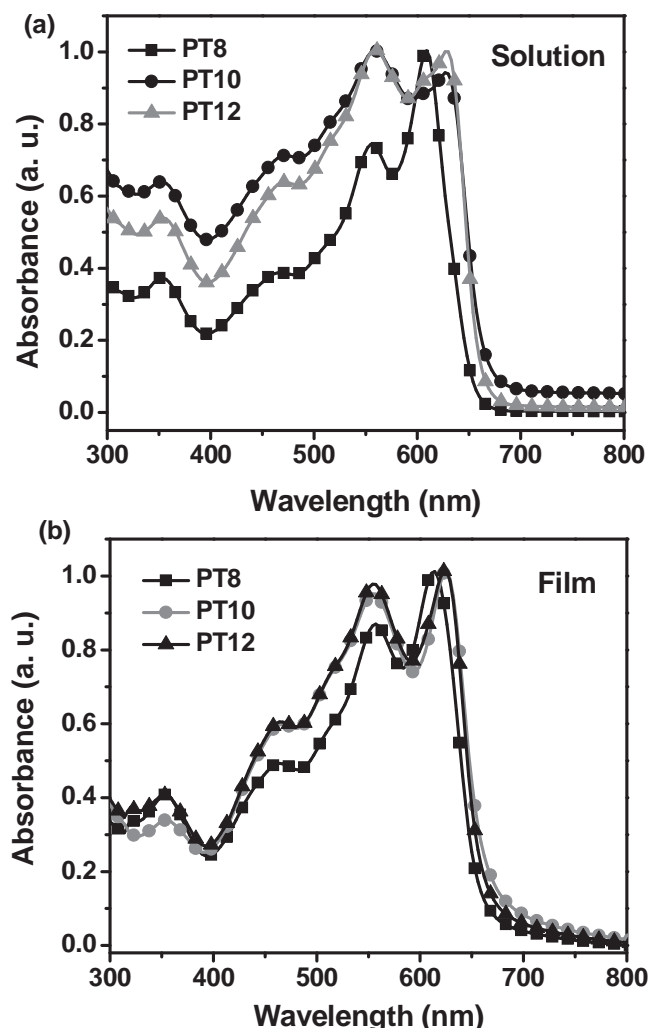 (a)
PT8
PT10
PT12
Solution
Absorbance (a. u.)
1.0
0.8
0.6
0.4
0.2
0.0
300 400 500 600 700 800
Wavelength (nm)
(b)
PT8
PT10
PT12
Film
Absorbance (a. u.)
1.0
0.8
0.6
0.4
0.2
0.0
300 400 500 600 700 800
Wavelength (nm)